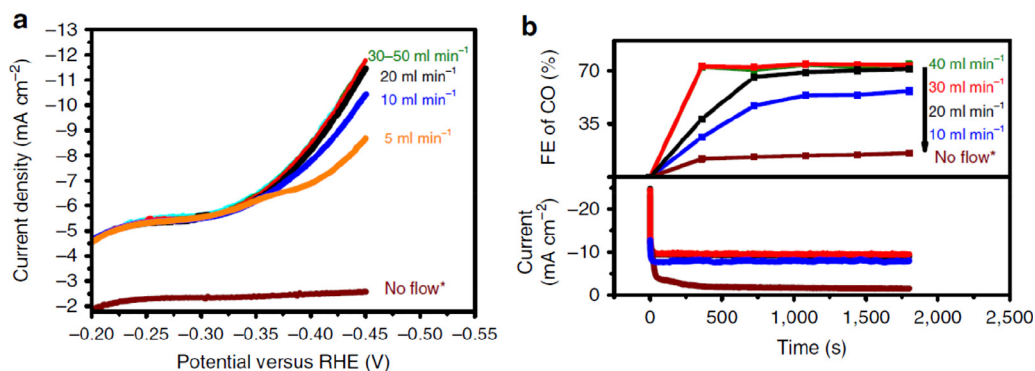 a
−13
−12
−11
−10
−9
−8
−7
−6
−5
−4
−3
−2
Current density (mA cm⁻²)
30–50 ml min⁻¹
20 ml min⁻¹
10 ml min⁻¹
5 ml min⁻¹
No flow*
−0.20 −0.25 −0.30 −0.35 −0.40 −0.45 −0.50 −0.55
Potential versus RHE (V)
b
70
35
FE of CO (%)
40 ml min⁻¹
30 ml min⁻¹
20 ml min⁻¹
10 ml min⁻¹
No flow*
−20
−10
0
Current
(mA cm⁻²)
0 500 1,000 1,500 2,000 2,500
Time (s)